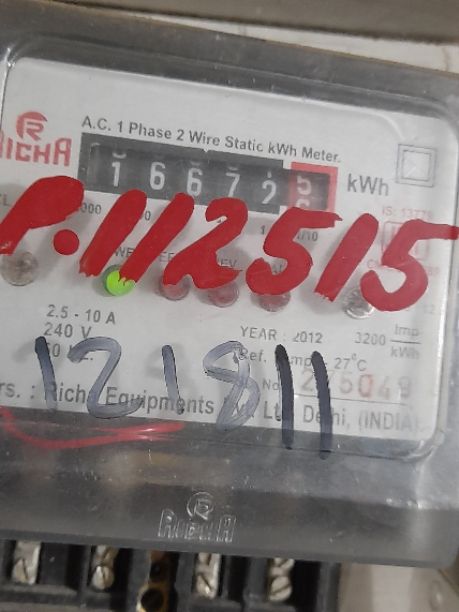 RICHA
A.C. 1 Phase 2 Wire Static kWh Meter.
1 6 6 7 2 5 kWh
P.112515
2.5 - 10 A
240 V
YEAR : 2012 3200 Imp/kWh
27°C
121811
Richa Equipments Delhi, (INDIA)
RICHA